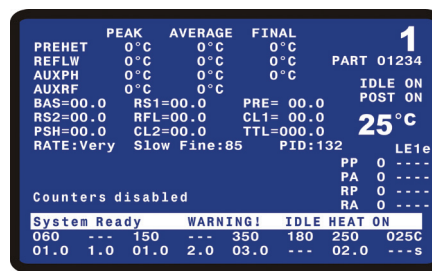 PEAK AVERAGE FINAL 1
PREHET 0°C 0°C 0°C
REFLW 0°C 0°C 0°C PART 01234
AUXPH 0°C 0°C 0°C
AUXRF 0°C 0°C IDLE ON
BAS=00.0 RS1=00.0 PRE= 00.0 POST ON
RS2=00.0 RFL=00.0 CL1= 00.0
PSH=00.0 CL2=00.0 TTL=000.0 25°C
RATE:Very Slow Fine:85 PID:132 LE1e
PP 0 ----
PA 0 ----
Counters disabled RP 0 ----
RA 0 ----
System Ready WARNING! IDLE HEAT ON
060 --- 150 --- 350 180 250 025C
01.0 1.0 01.0 2.0 03.0 --- 02.0 ---s